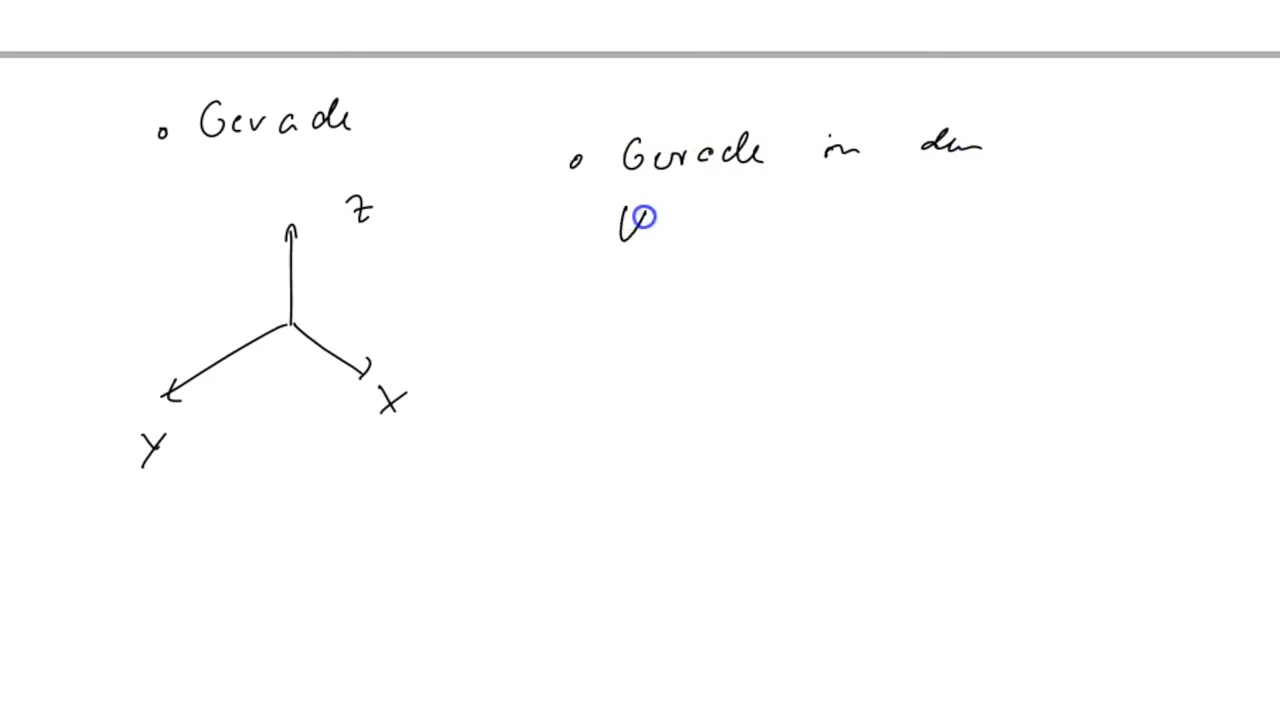 • Gerade
z
x
y
• Gerade in der